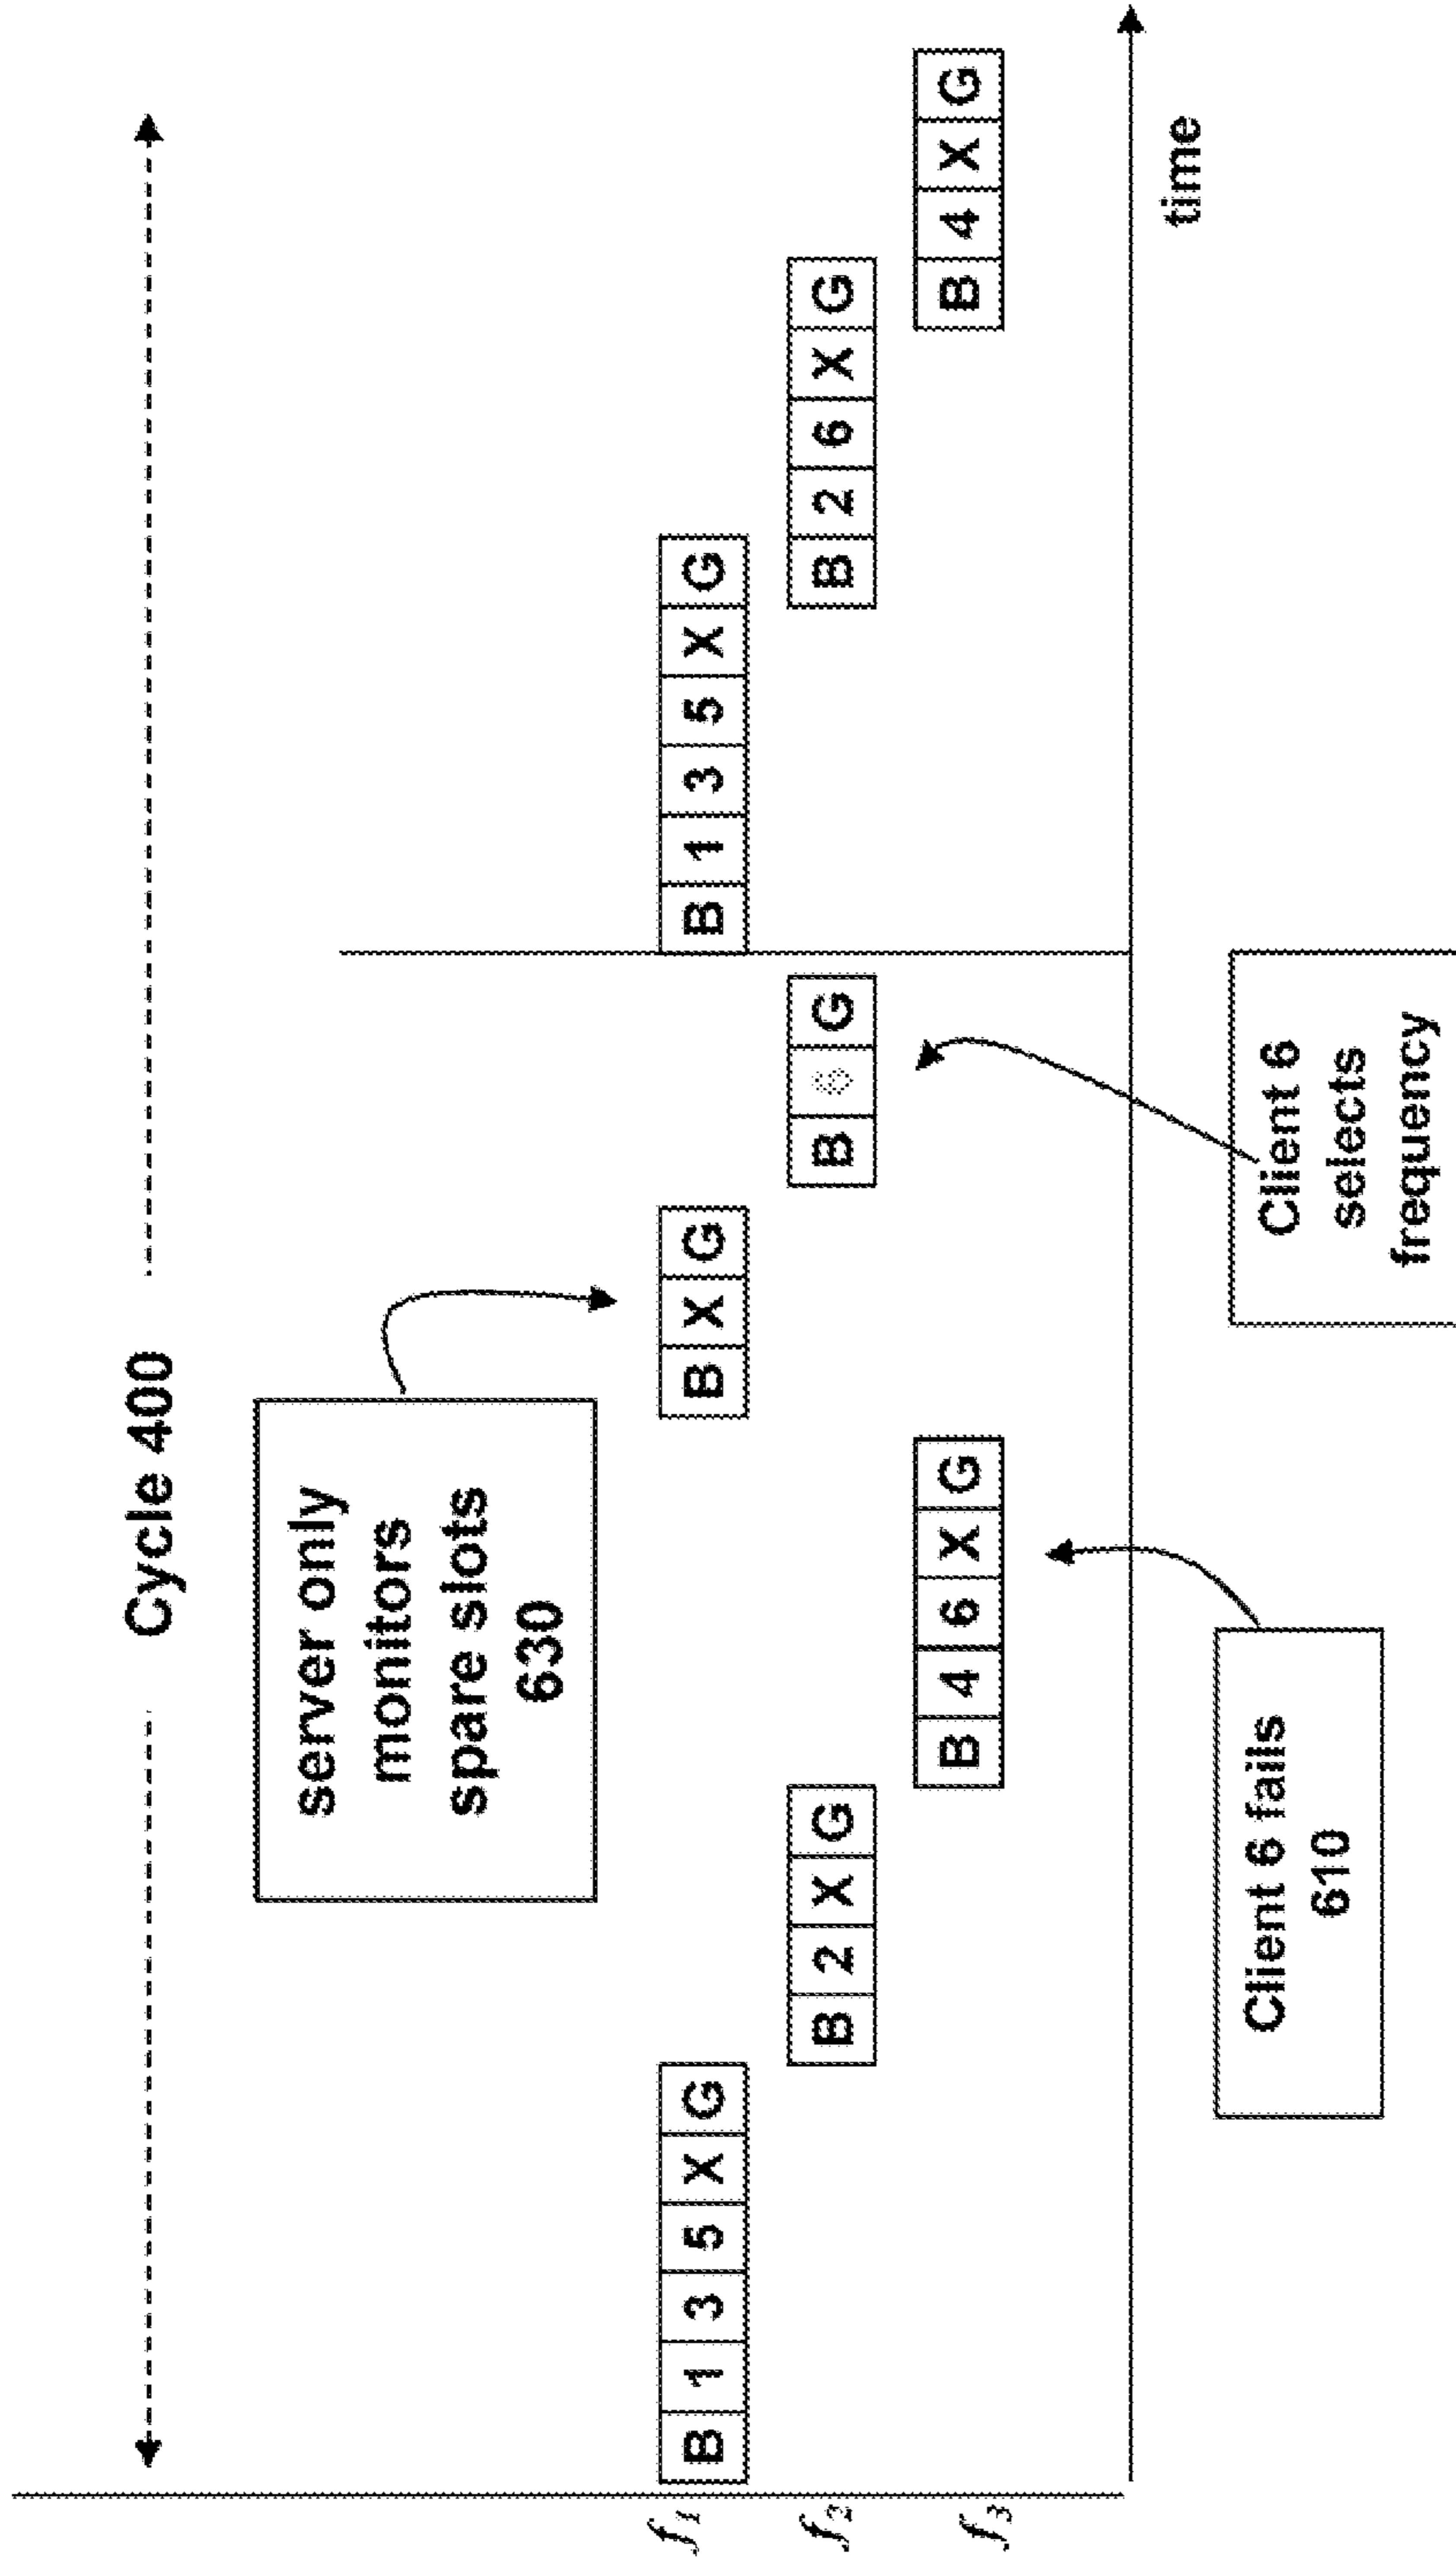 Cycle 400
server only
monitors
spare slots
630
f1
B 1 3 5 X G
B X G
B 1 3 5 X G
f2
B 2 X G
B 6 G
B 2 6 X G
f3
B 4 6 X G
B 4 X G
time
Client 6 fails
610
Client 6
selects
frequency